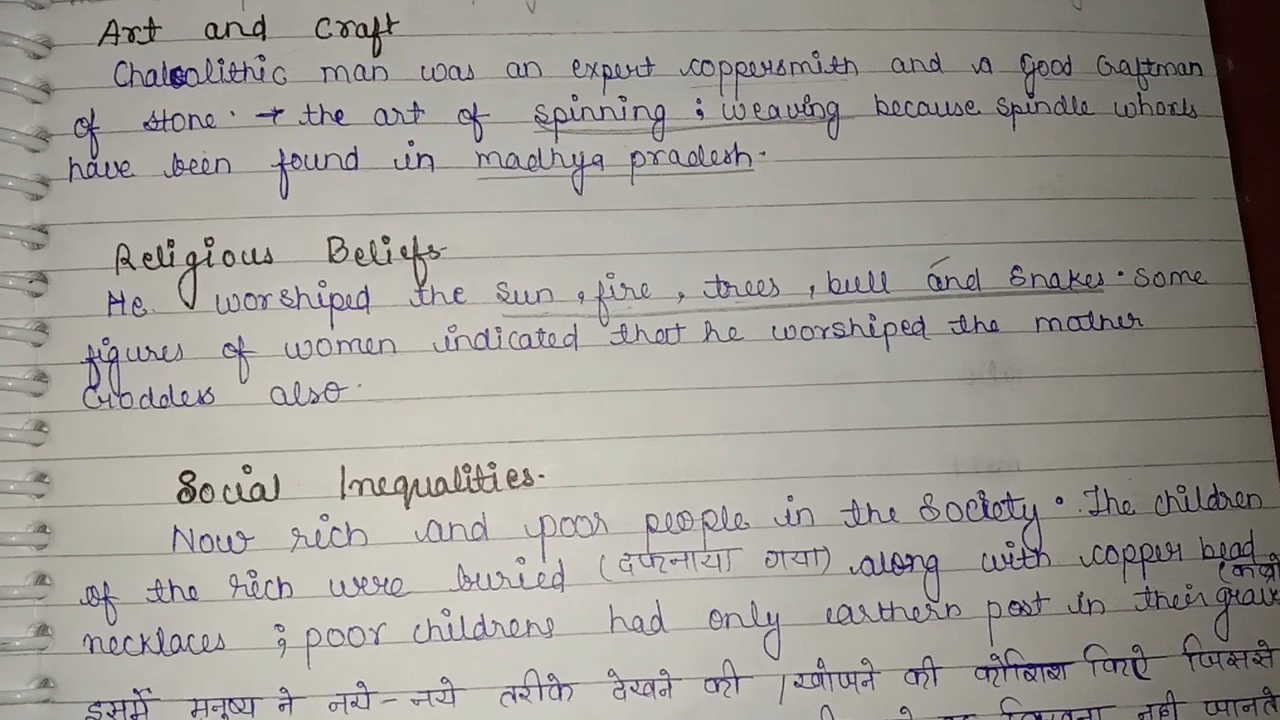 Art and Craft
Chalcolithic man was an expert coppersmith and a good Craftman
of stone. → the art of spinning ; weaving because spindle whorls
have been found in madhya pradesh.
Religious Beliefs
He worshiped the sun, fire, trees, bull and snakes. Some
figures of women indicated that he worshiped the mother
Goddess also.
Social Inequalities.
Now rich and poor people in the Society. The children
of the rich were buried (दफनाया गया) along with copper bead
necklaces ; poor childrens had only earthern post in their grave
इसमें मनुष्य ने नये-नये तरीके देखने की / खोजने की कोशिश किऐ जिससे
नही जानते